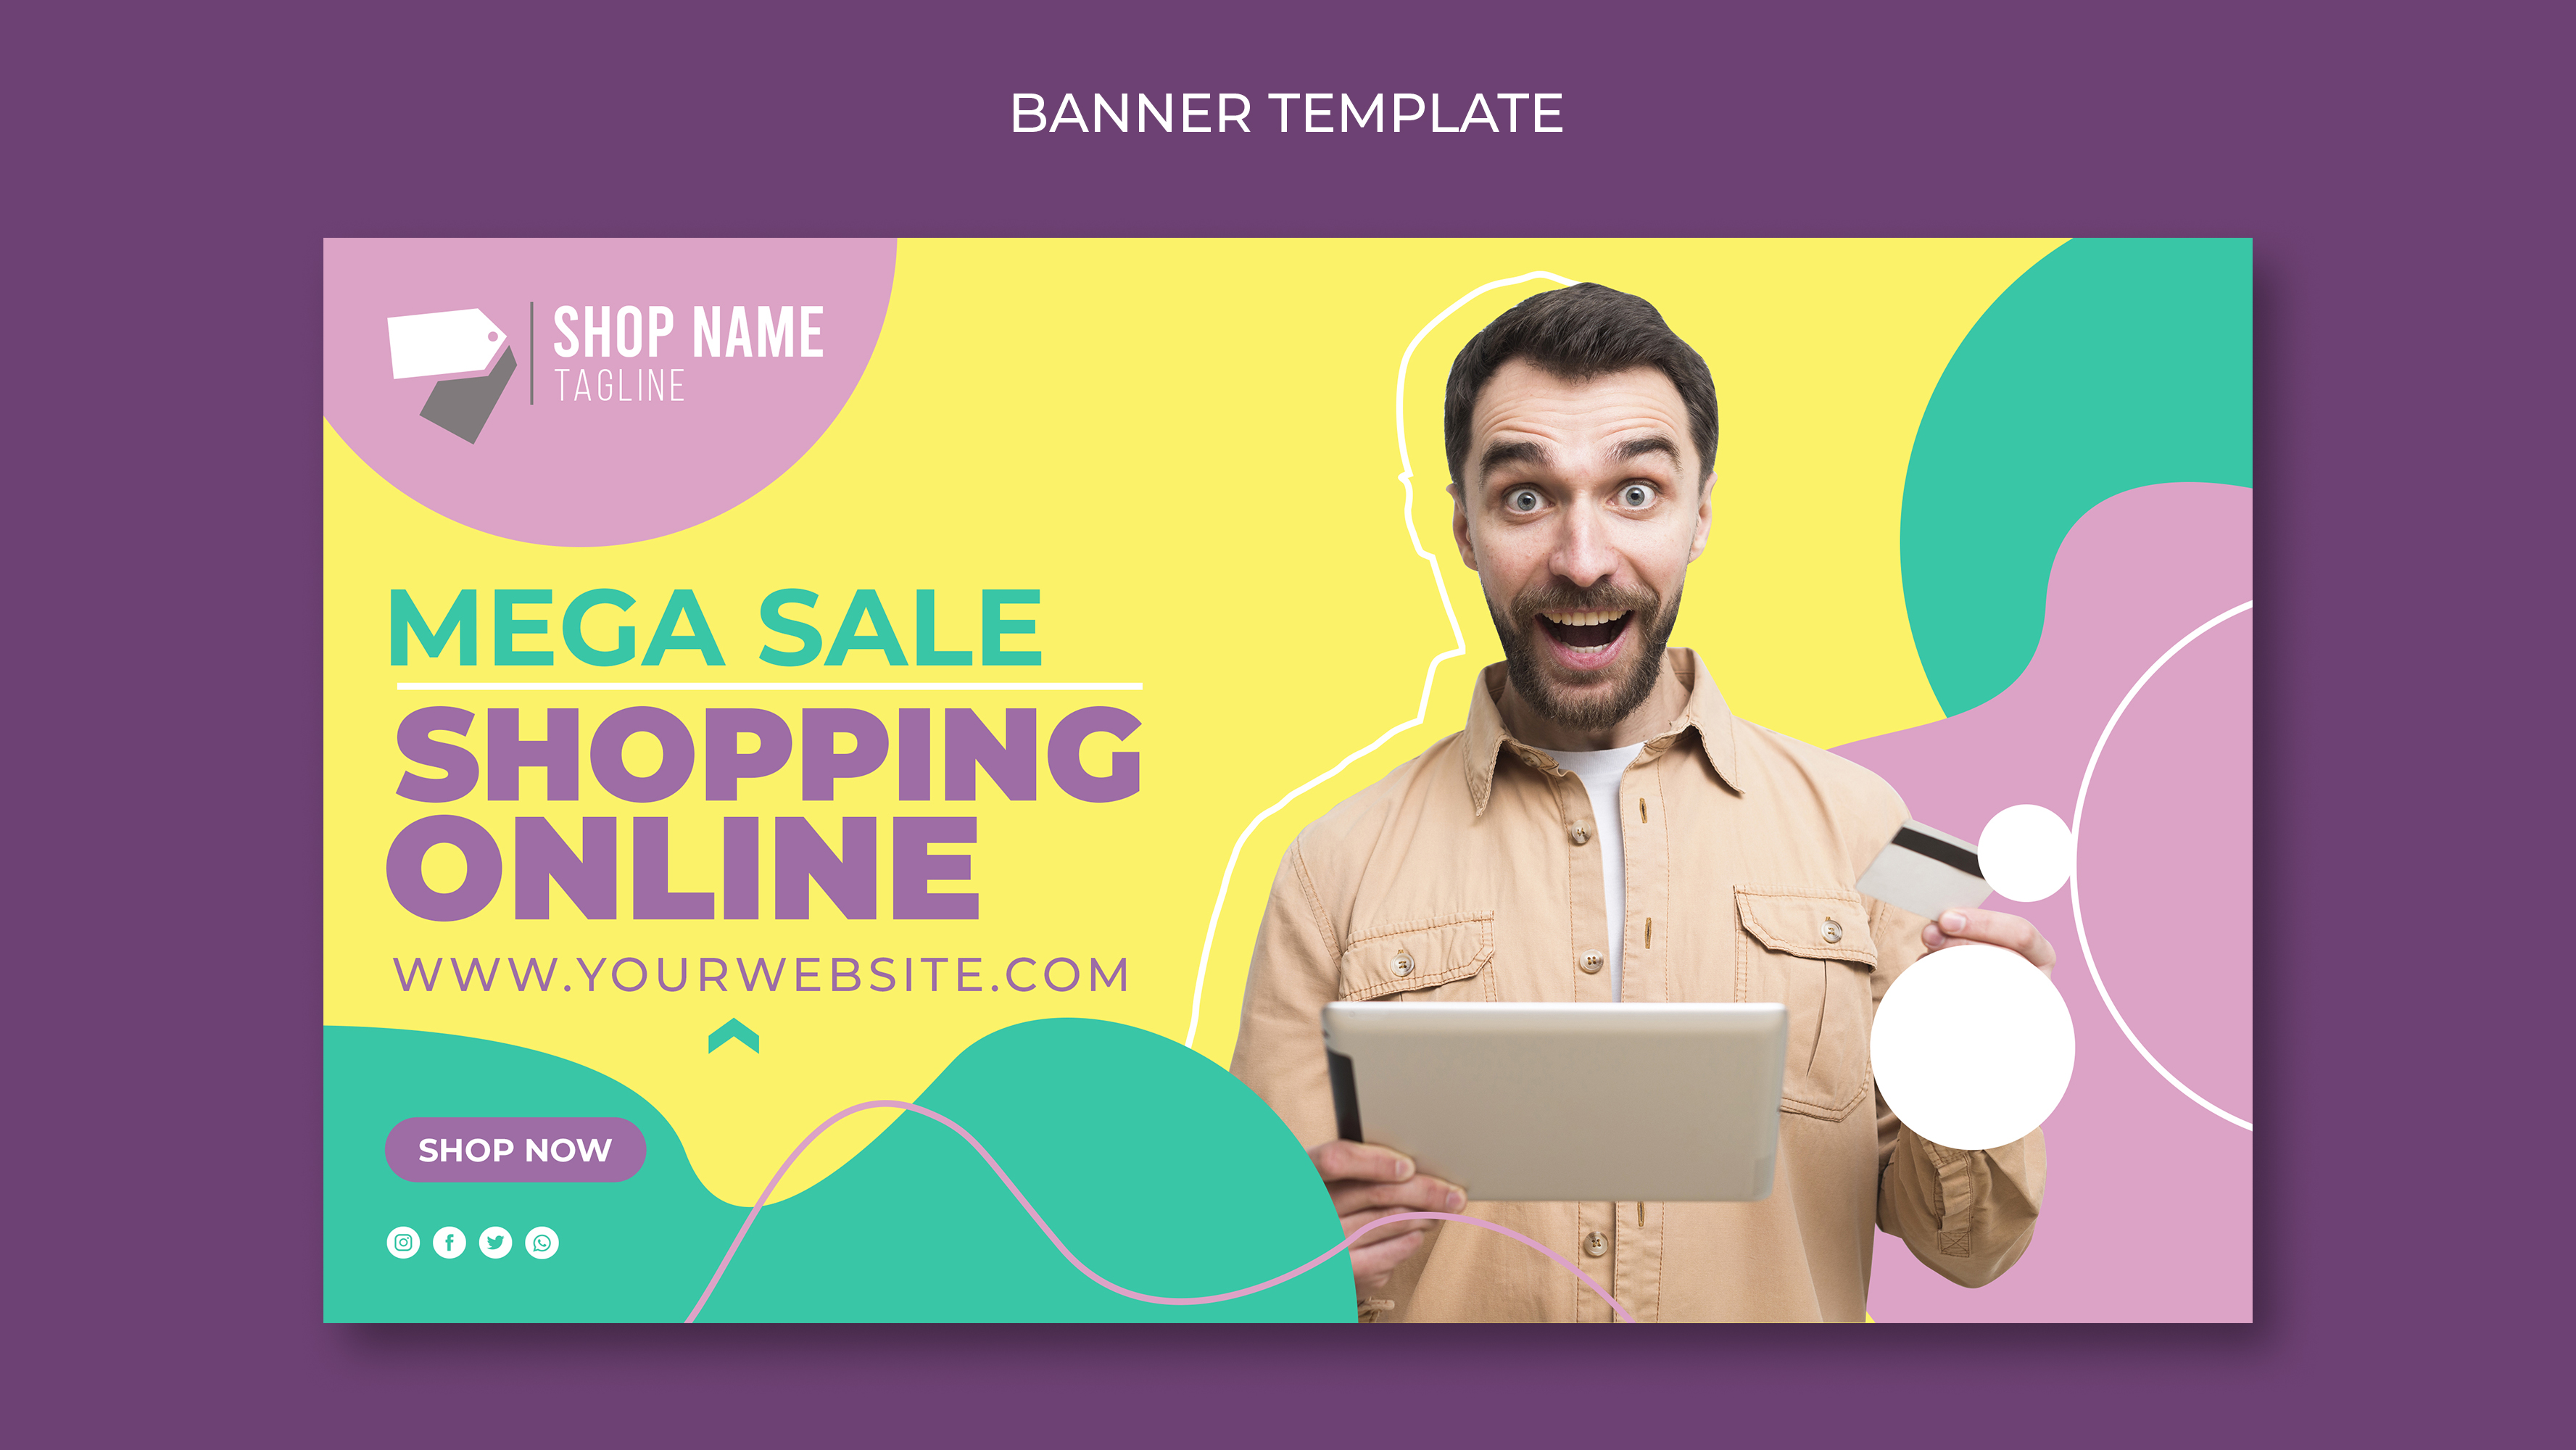 BANNER TEMPLATE
SHOP NAME
TAGLINE
MEGA SALE
SHOPPING
ONLINE
WWW.YOURWEBSITE.COM
SHOP NOW